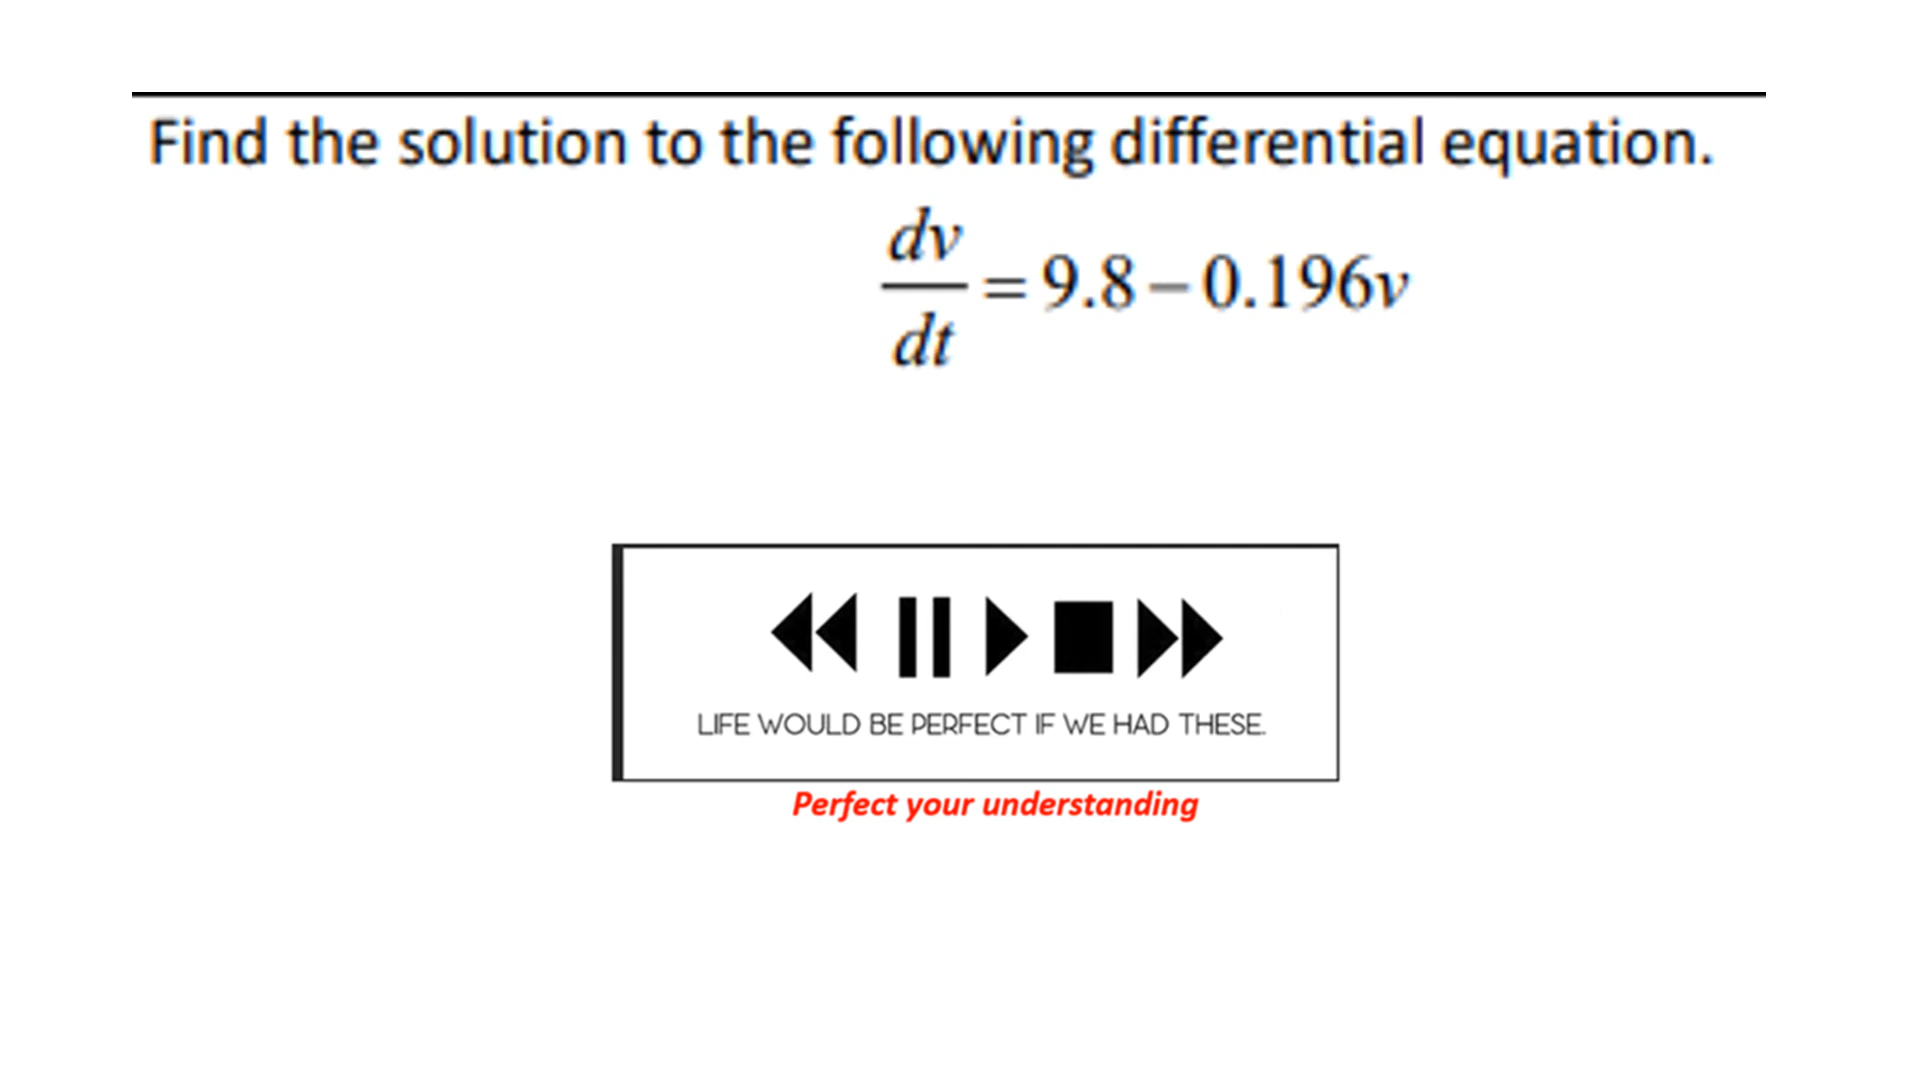 Find the solution to the following differential equation.
dv
dt
= 9.8 – 0.196v
LIFE WOULD BE PERFECT IF WE HAD THESE.
Perfect your understanding